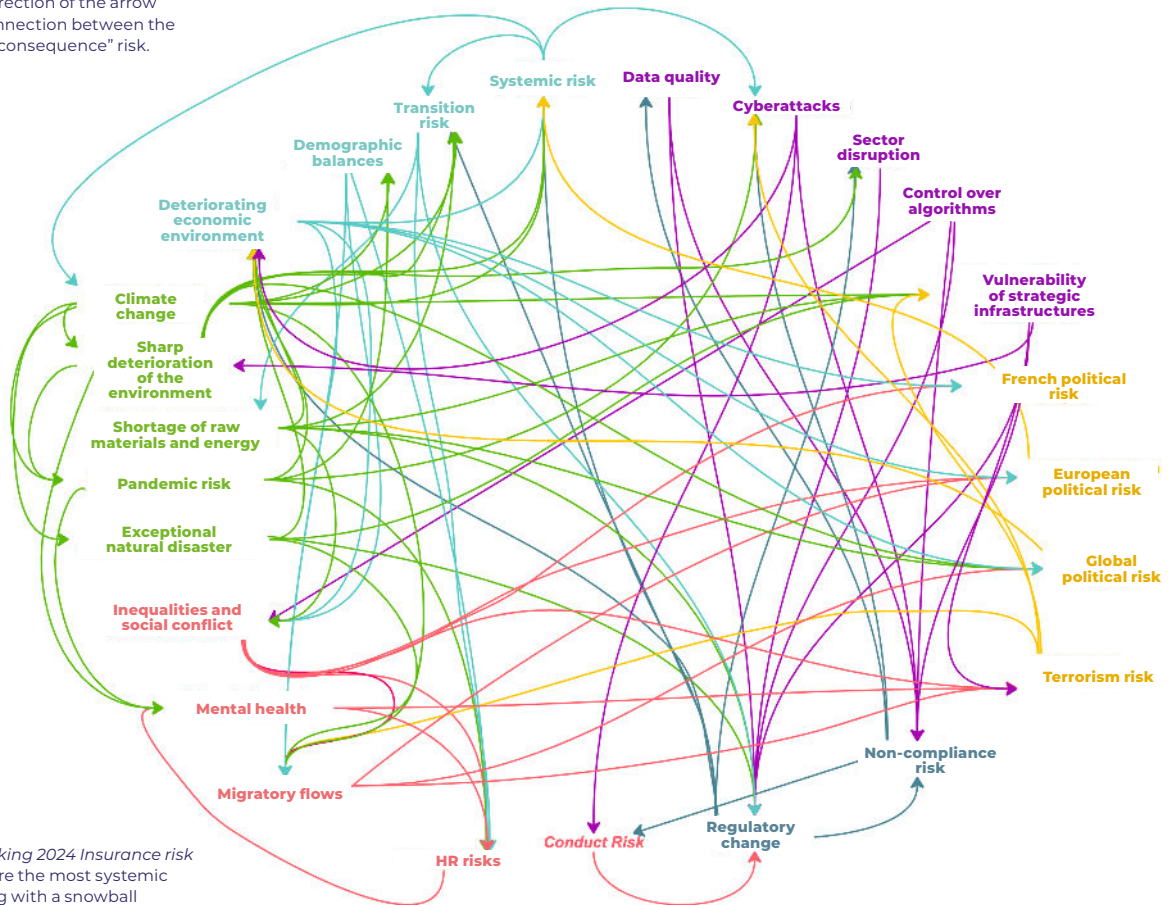 rection of the arrow
nnection between the
consequence” risk.
Systemic risk
Data quality
Transition
risk
Cyberattacks
Demographic
balances
Sector
disruption
Deteriorating
economic
environment
Control over
algorithms
Climate
change
Vulnerability
of strategic
infrastructures
Sharp
deterioration
of the
environment
French political
risk
Shortage of raw
materials and energy
Pandemic risk
European
political risk
Exceptional
natural disaster
Global
political risk
Inequalities and
social conflict
Terrorism risk
Mental health
Non-compliance
risk
Migratory flows
Regulatory
change
Conduct Risk
HR risks
king 2024 Insurance risk
re the most systemic
g with a snowball